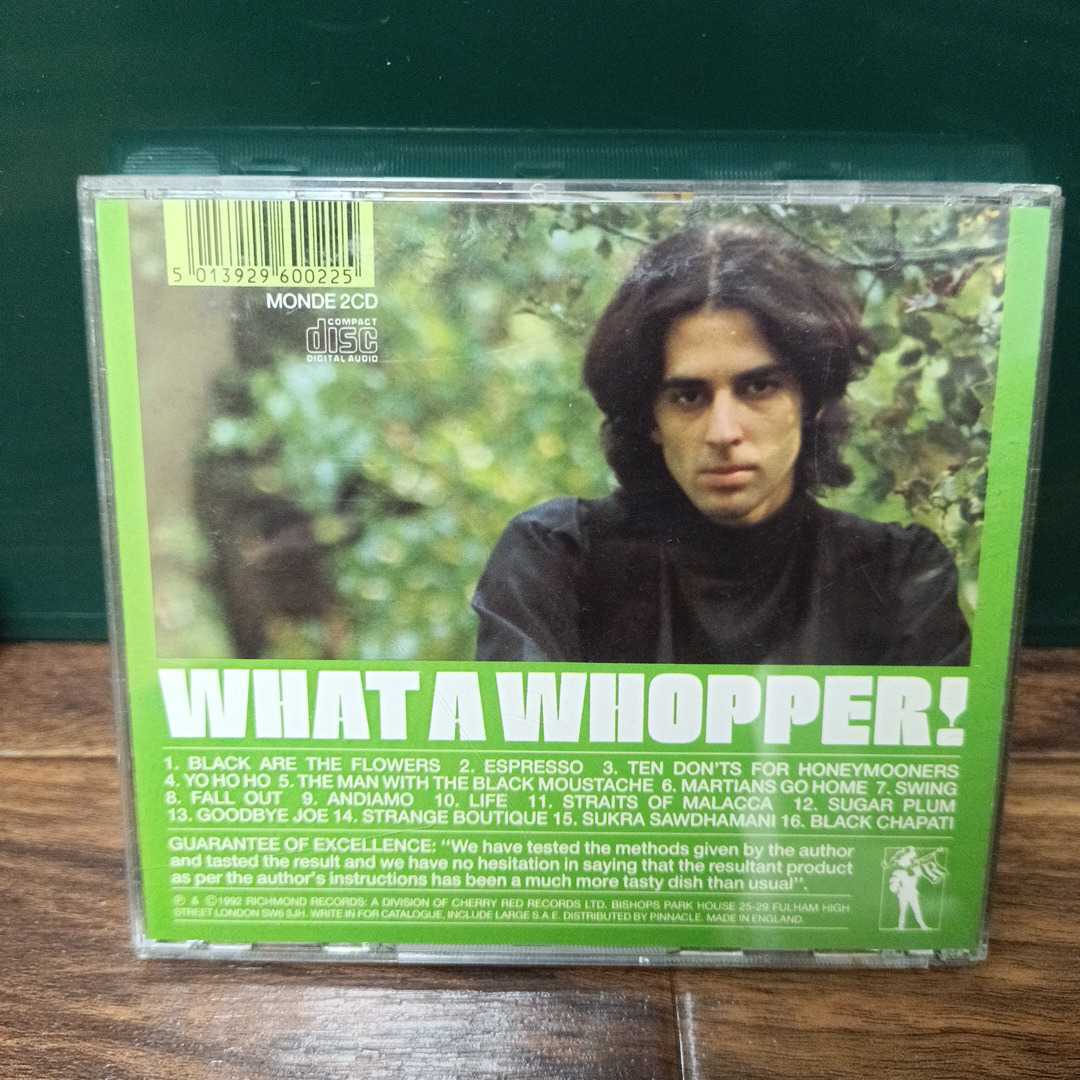 5 013929 600225
MONDE 2CD
COMPACT
disc
DIGITAL AUDIO
WHAT A WHOPPER!
1. BLACK ARE THE FLOWERS 2. ESPRESSO 3. TEN DON'TS FOR HONEYMOONERS
4. YO HO HO 5. THE MAN WITH THE BLACK MOUSTACHE 6. MARTIANS GO HOME 7. SWING
8. FALL OUT 9. ANDIAMO 10. LIFE 11. STRAITS OF MALACCA 12. SUGAR PLUM
13. GOODBYE JOE 14. STRANGE BOUTIQUE 15. SUKRA SAWDHAMANI 16. BLACK CHAPATI
GUARANTEE OF EXCELLENCE: "We have tested the methods given by the author
and tasted the result and we have no hesitation in saying that the resultant product
as per the author's instructions has been a much more tasty dish than usual".
℗ & ©1992 RICHMOND RECORDS: A DIVISION OF CHERRY RED RECORDS LTD. BISHOPS PARK HOUSE 25-29 FULHAM HIGH
STREET LONDON SW6 3JH. WRITE IN FOR CATALOGUE, INCLUDE LARGE S.A.E. DISTRIBUTED BY PINNACLE. MADE IN ENGLAND.